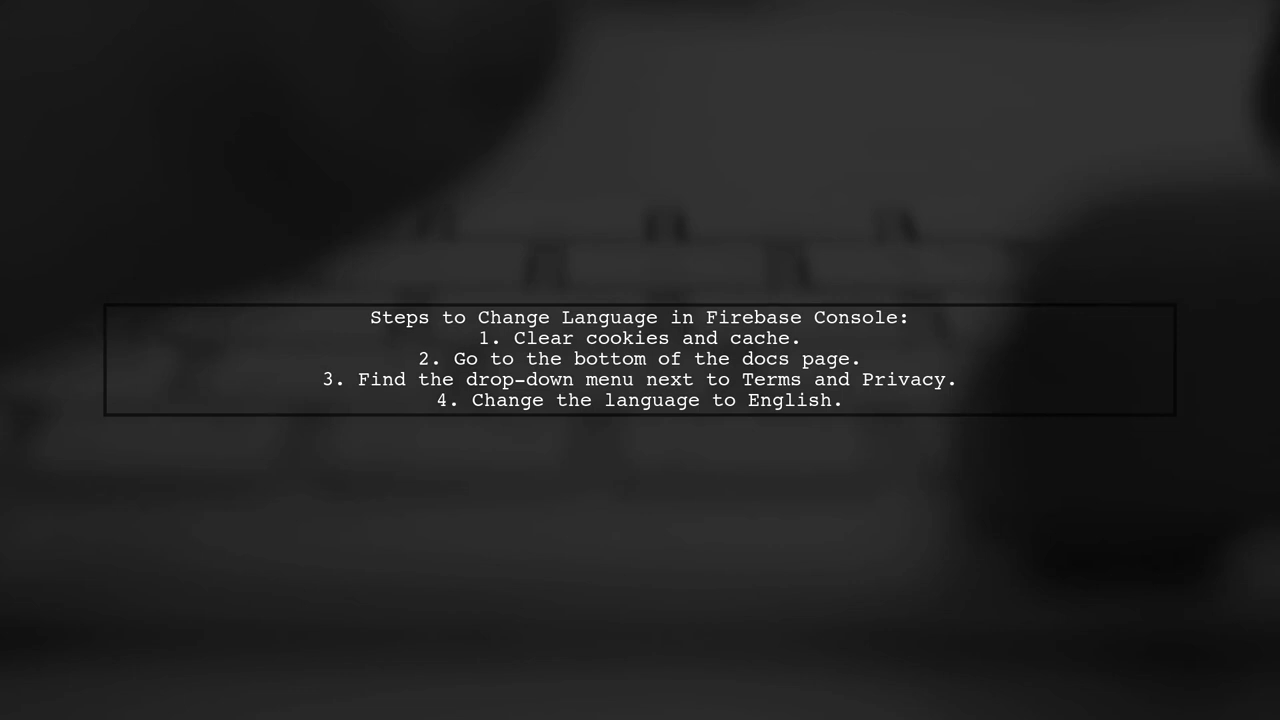 Steps to Change Language in Firebase Console:
1. Clear cookies and cache.
2. Go to the bottom of the docs page.
3. Find the drop-down menu next to Terms and Privacy.
4. Change the language to English.